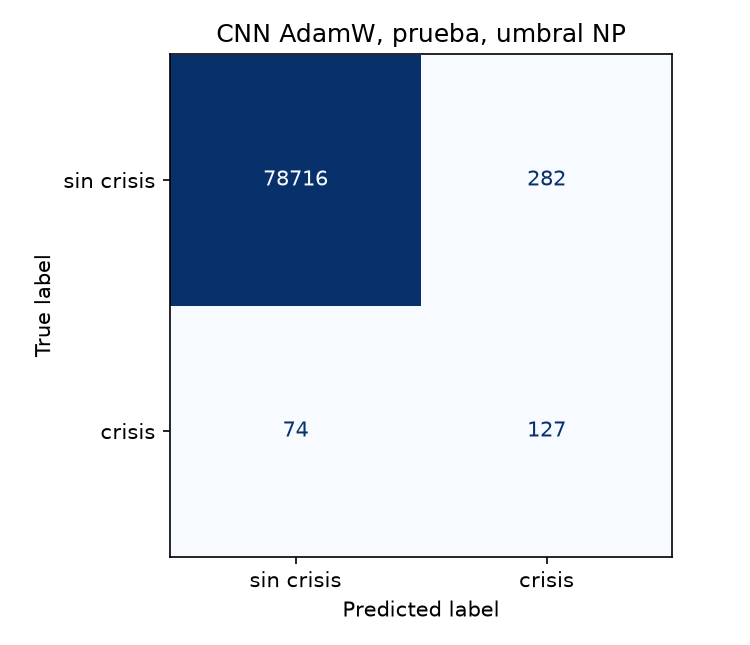 CNN AdamW, prueba, umbral NP
sin crisis
78716
282
True label
crisis
74
127
sin crisis
crisis
Predicted label